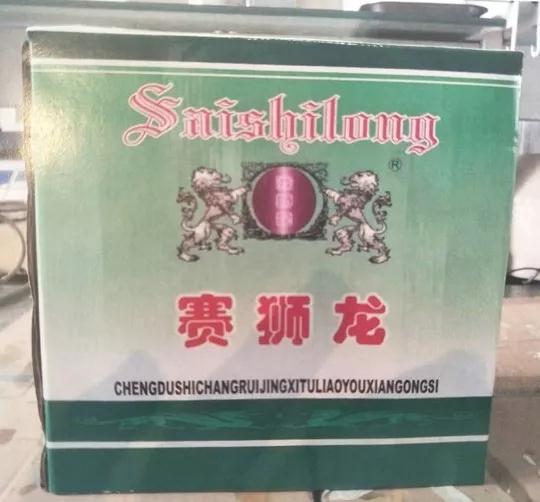 Saishilong
®
赛狮龙
CHENGDUSHICHANGRUIJINGXITULIAOYOUXIANGONGSI